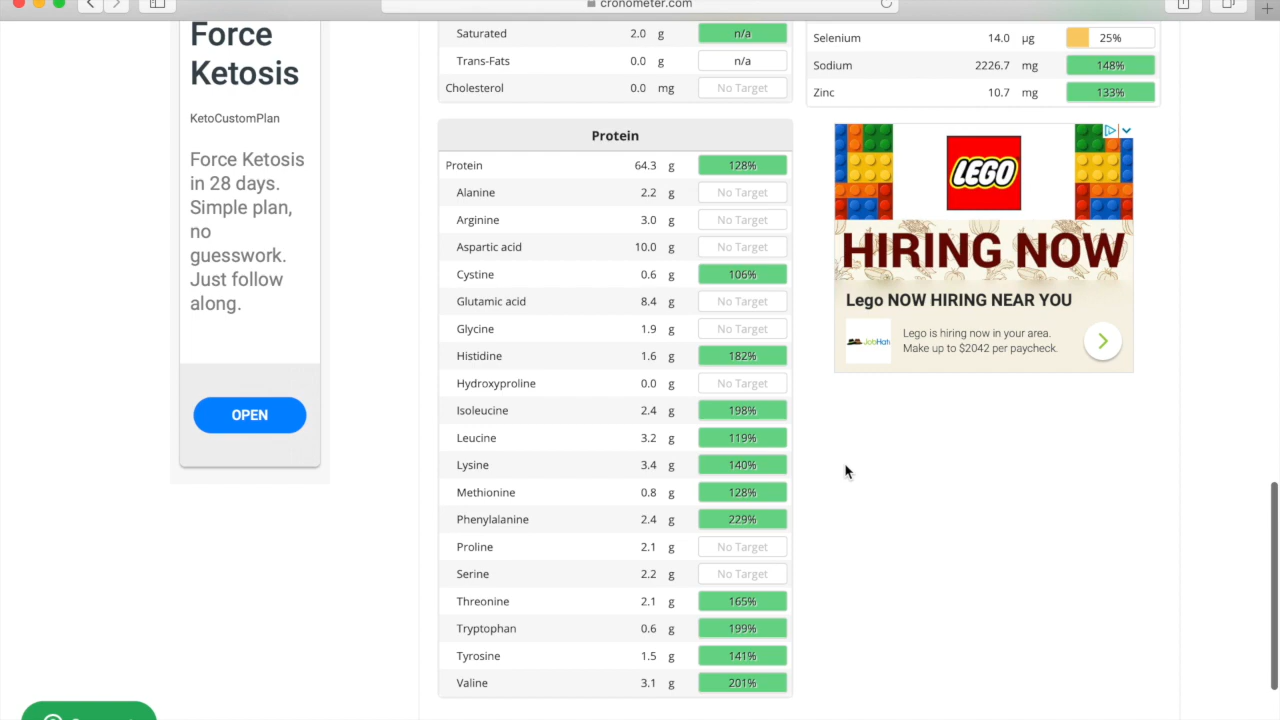 cronometer.com
Force
Ketosis
KetoCustomPlan
Force Ketosis
in 28 days.
Simple plan,
no
guesswork.
Just follow
along.
OPEN
Saturated 2.0 g n/a
Trans-Fats 0.0 g n/a
Cholesterol 0.0 mg No Target
Protein
Protein 64.3 g 128%
Alanine 2.2 g No Target
Arginine 3.0 g No Target
Aspartic acid 10.0 g No Target
Cystine 0.6 g 106%
Glutamic acid 8.4 g No Target
Glycine 1.9 g No Target
Histidine 1.6 g 182%
Hydroxyproline 0.0 g No Target
Isoleucine 2.4 g 198%
Leucine 3.2 g 119%
Lysine 3.4 g 140%
Methionine 0.8 g 128%
Phenylalanine 2.4 g 229%
Proline 2.1 g No Target
Serine 2.2 g No Target
Threonine 2.1 g 165%
Tryptophan 0.6 g 199%
Tyrosine 1.5 g 141%
Valine 3.1 g 201%
Selenium 14.0 µg 25%
Sodium 2226.7 mg 148%
Zinc 10.7 mg 133%
LEGO
HIRING NOW
Lego NOW HIRING NEAR YOU
JobHat
Lego is hiring now in your area.
Make up to $2042 per paycheck.